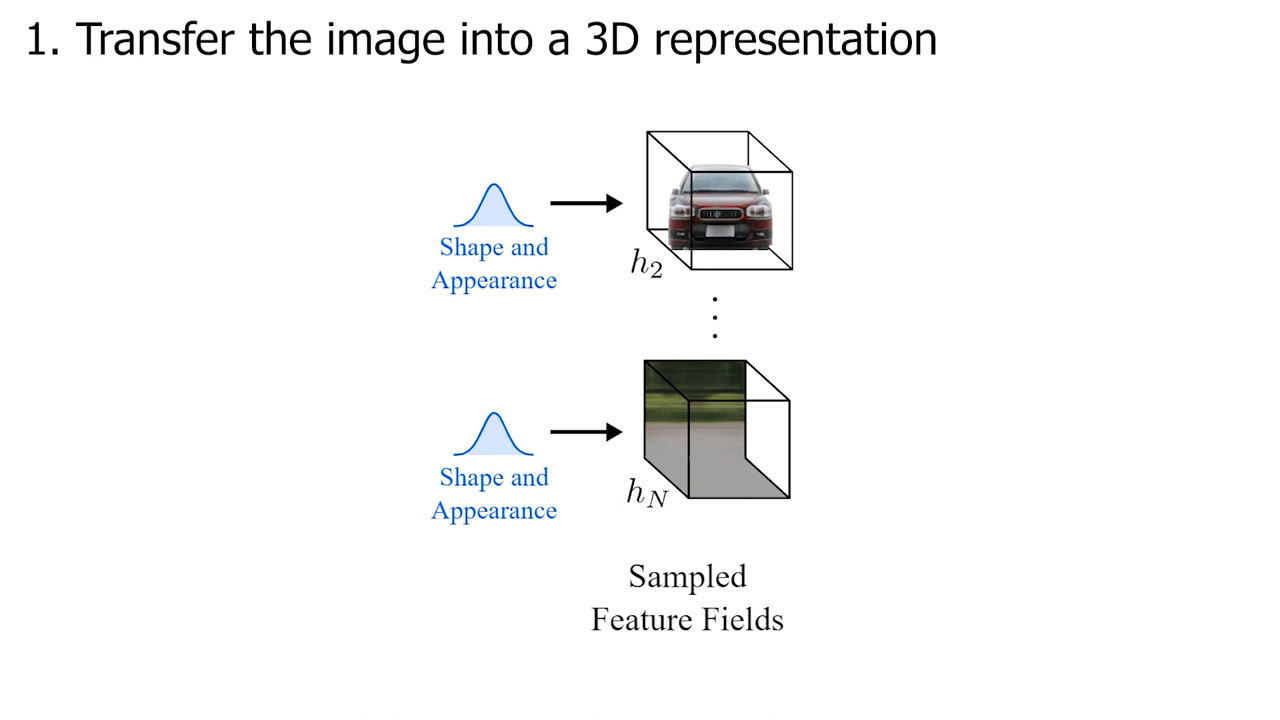 1. Transfer the image into a 3D representation
Shape and
Appearance
h2
Shape and
Appearance
hN
Sampled
Feature Fields